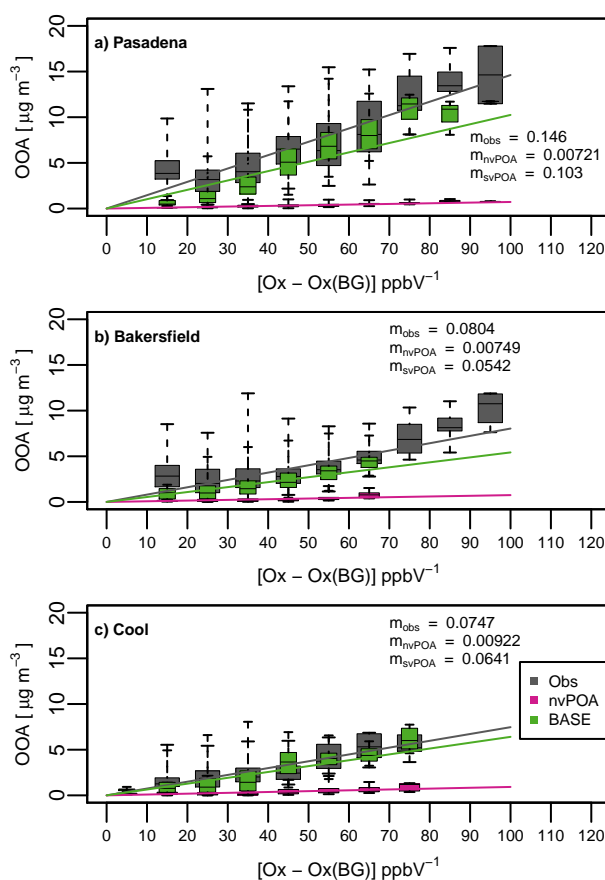 a) Pasadena
OOA [ µg m⁻³]
20
15
10
5
0
m_obs = 0.146
m_nvPOA = 0.00721
m_svPOA = 0.103
0 10 20 30 40 50 60 70 80 90 100 110 120
[Ox − Ox(BG)] ppbV⁻¹
b) Bakersfield
OOA [ µg m⁻³]
20
15
10
5
0
m_obs = 0.0804
m_nvPOA = 0.00749
m_svPOA = 0.0542
0 10 20 30 40 50 60 70 80 90 100 110 120
[Ox − Ox(BG)] ppbV⁻¹
c) Cool
OOA [ µg m⁻³]
20
15
10
5
0
m_obs = 0.0747
m_nvPOA = 0.00922
m_svPOA = 0.0641
Obs
nvPOA
BASE
0 10 20 30 40 50 60 70 80 90 100 110 120
[Ox − Ox(BG)] ppbV⁻¹